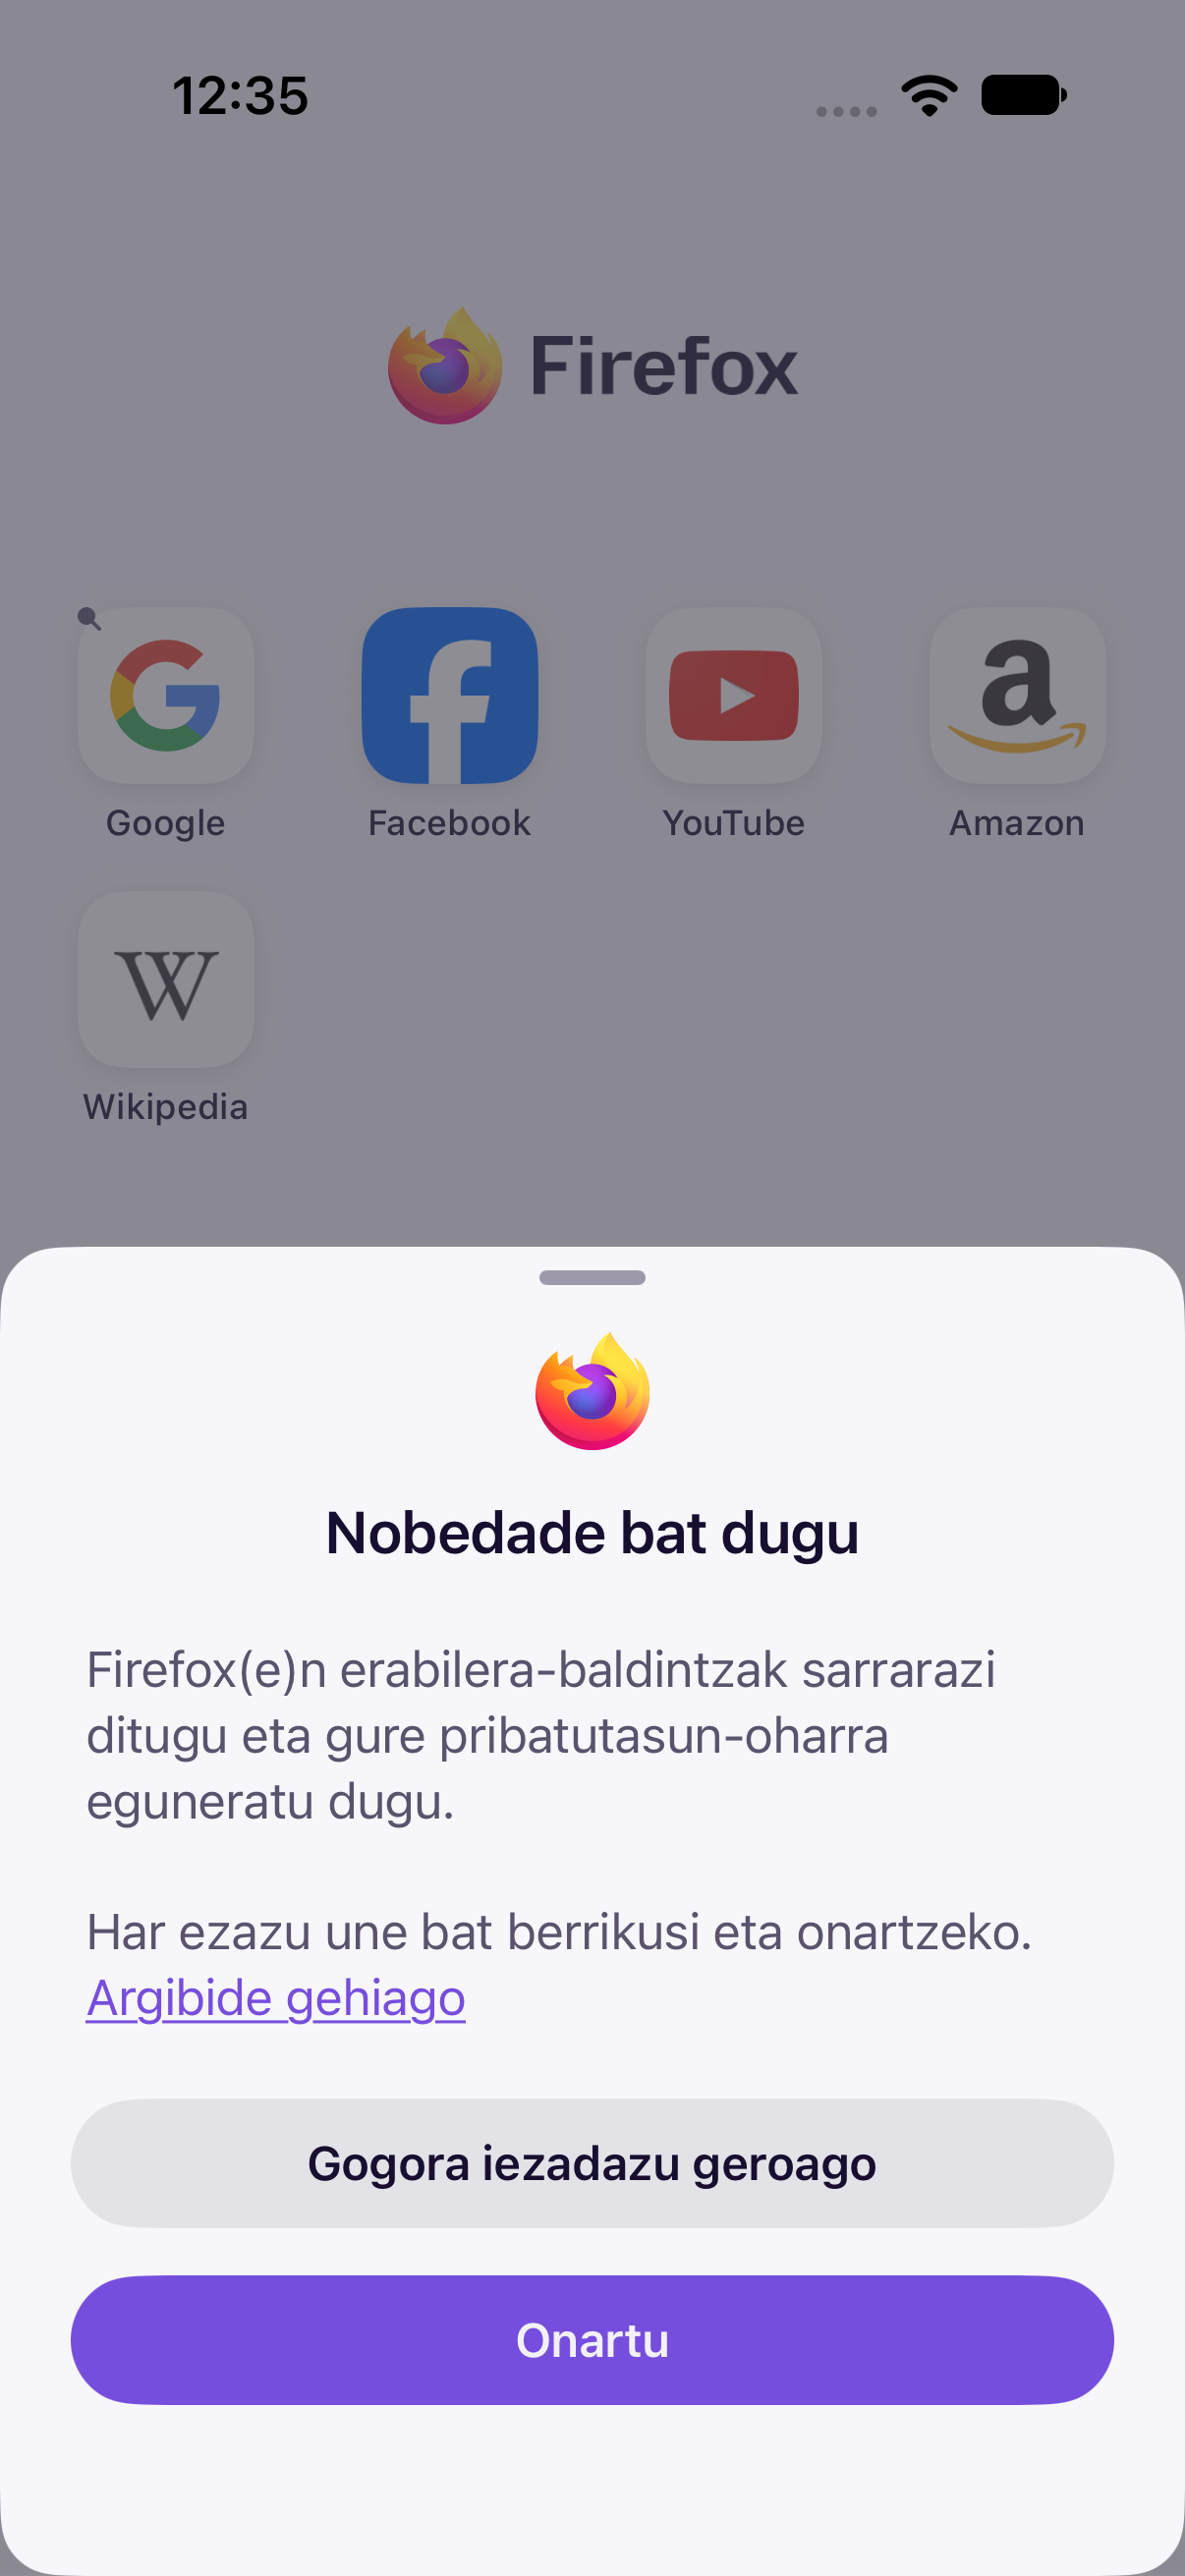 12:35
Firefox
Google
Facebook
YouTube
Amazon
W
Wikipedia
Nobedade bat dugu
Firefox(e)n erabilera-baldintzak sarrarazi
ditugu eta gure pribatutasun-oharra
eguneratu dugu.
Har ezazu une bat berrikusi eta onartzeko.
Argibide gehiago
Gogora iezadazu geroago
Onartu